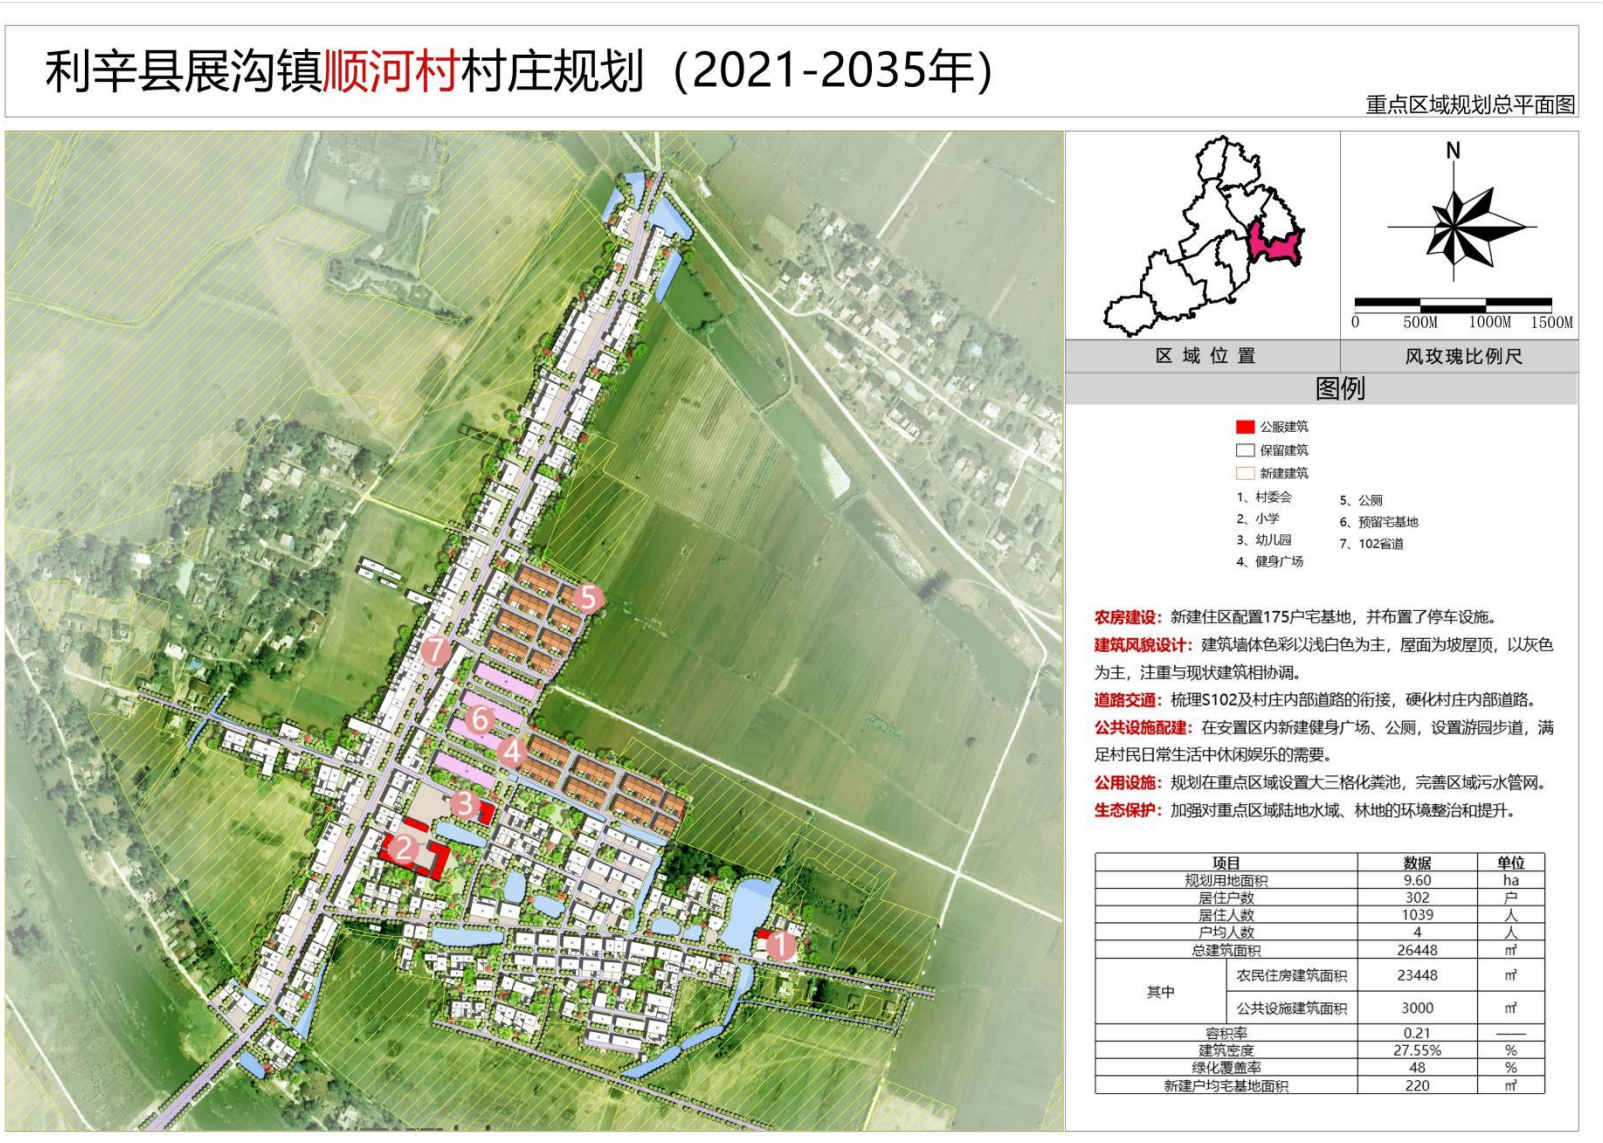 利辛县展沟镇顺河村村庄规划（2021-2035年）
重点区域规划总平面图
N
0 500M 1000M 1500M
区域位置
风玫瑰比例尺
图例
公服建筑
保留建筑
新建建筑
1、村委会
2、小学
3、幼儿园
4、健身广场
5、公厕
6、预留宅基地
7、102省道
5
7
6
4
3
2
1
农房建设：新建住区配置175户宅基地，并布置了停车设施。
建筑风貌设计：建筑墙体色彩以浅白色为主，屋面为坡屋顶，以灰色
为主，注重与现状建筑相协调。
道路交通：梳理S102及村庄内部道路的衔接，硬化村庄内部道路。
公共设施配建：在安置区内新建健身广场、公厕，设置游园步道，满
足村民日常生活中休闲娱乐的需要。
公用设施：规划在重点区域设置大三格化粪池，完善区域污水管网。
生态保护：加强对重点区域陆地水域、林地的环境整治和提升。
项目 数据 单位
规划用地面积 9.60 ha
居住户数 302 户
居住人数 1039 人
户均人数 4 人
总建筑面积 26448 ㎡
其中 农民住房建筑面积 23448 ㎡
公共设施建筑面积 3000 ㎡
容积率 0.21 ——
建筑密度 27.55% %
绿化覆盖率 48 %
新建户均宅基地面积 220 ㎡